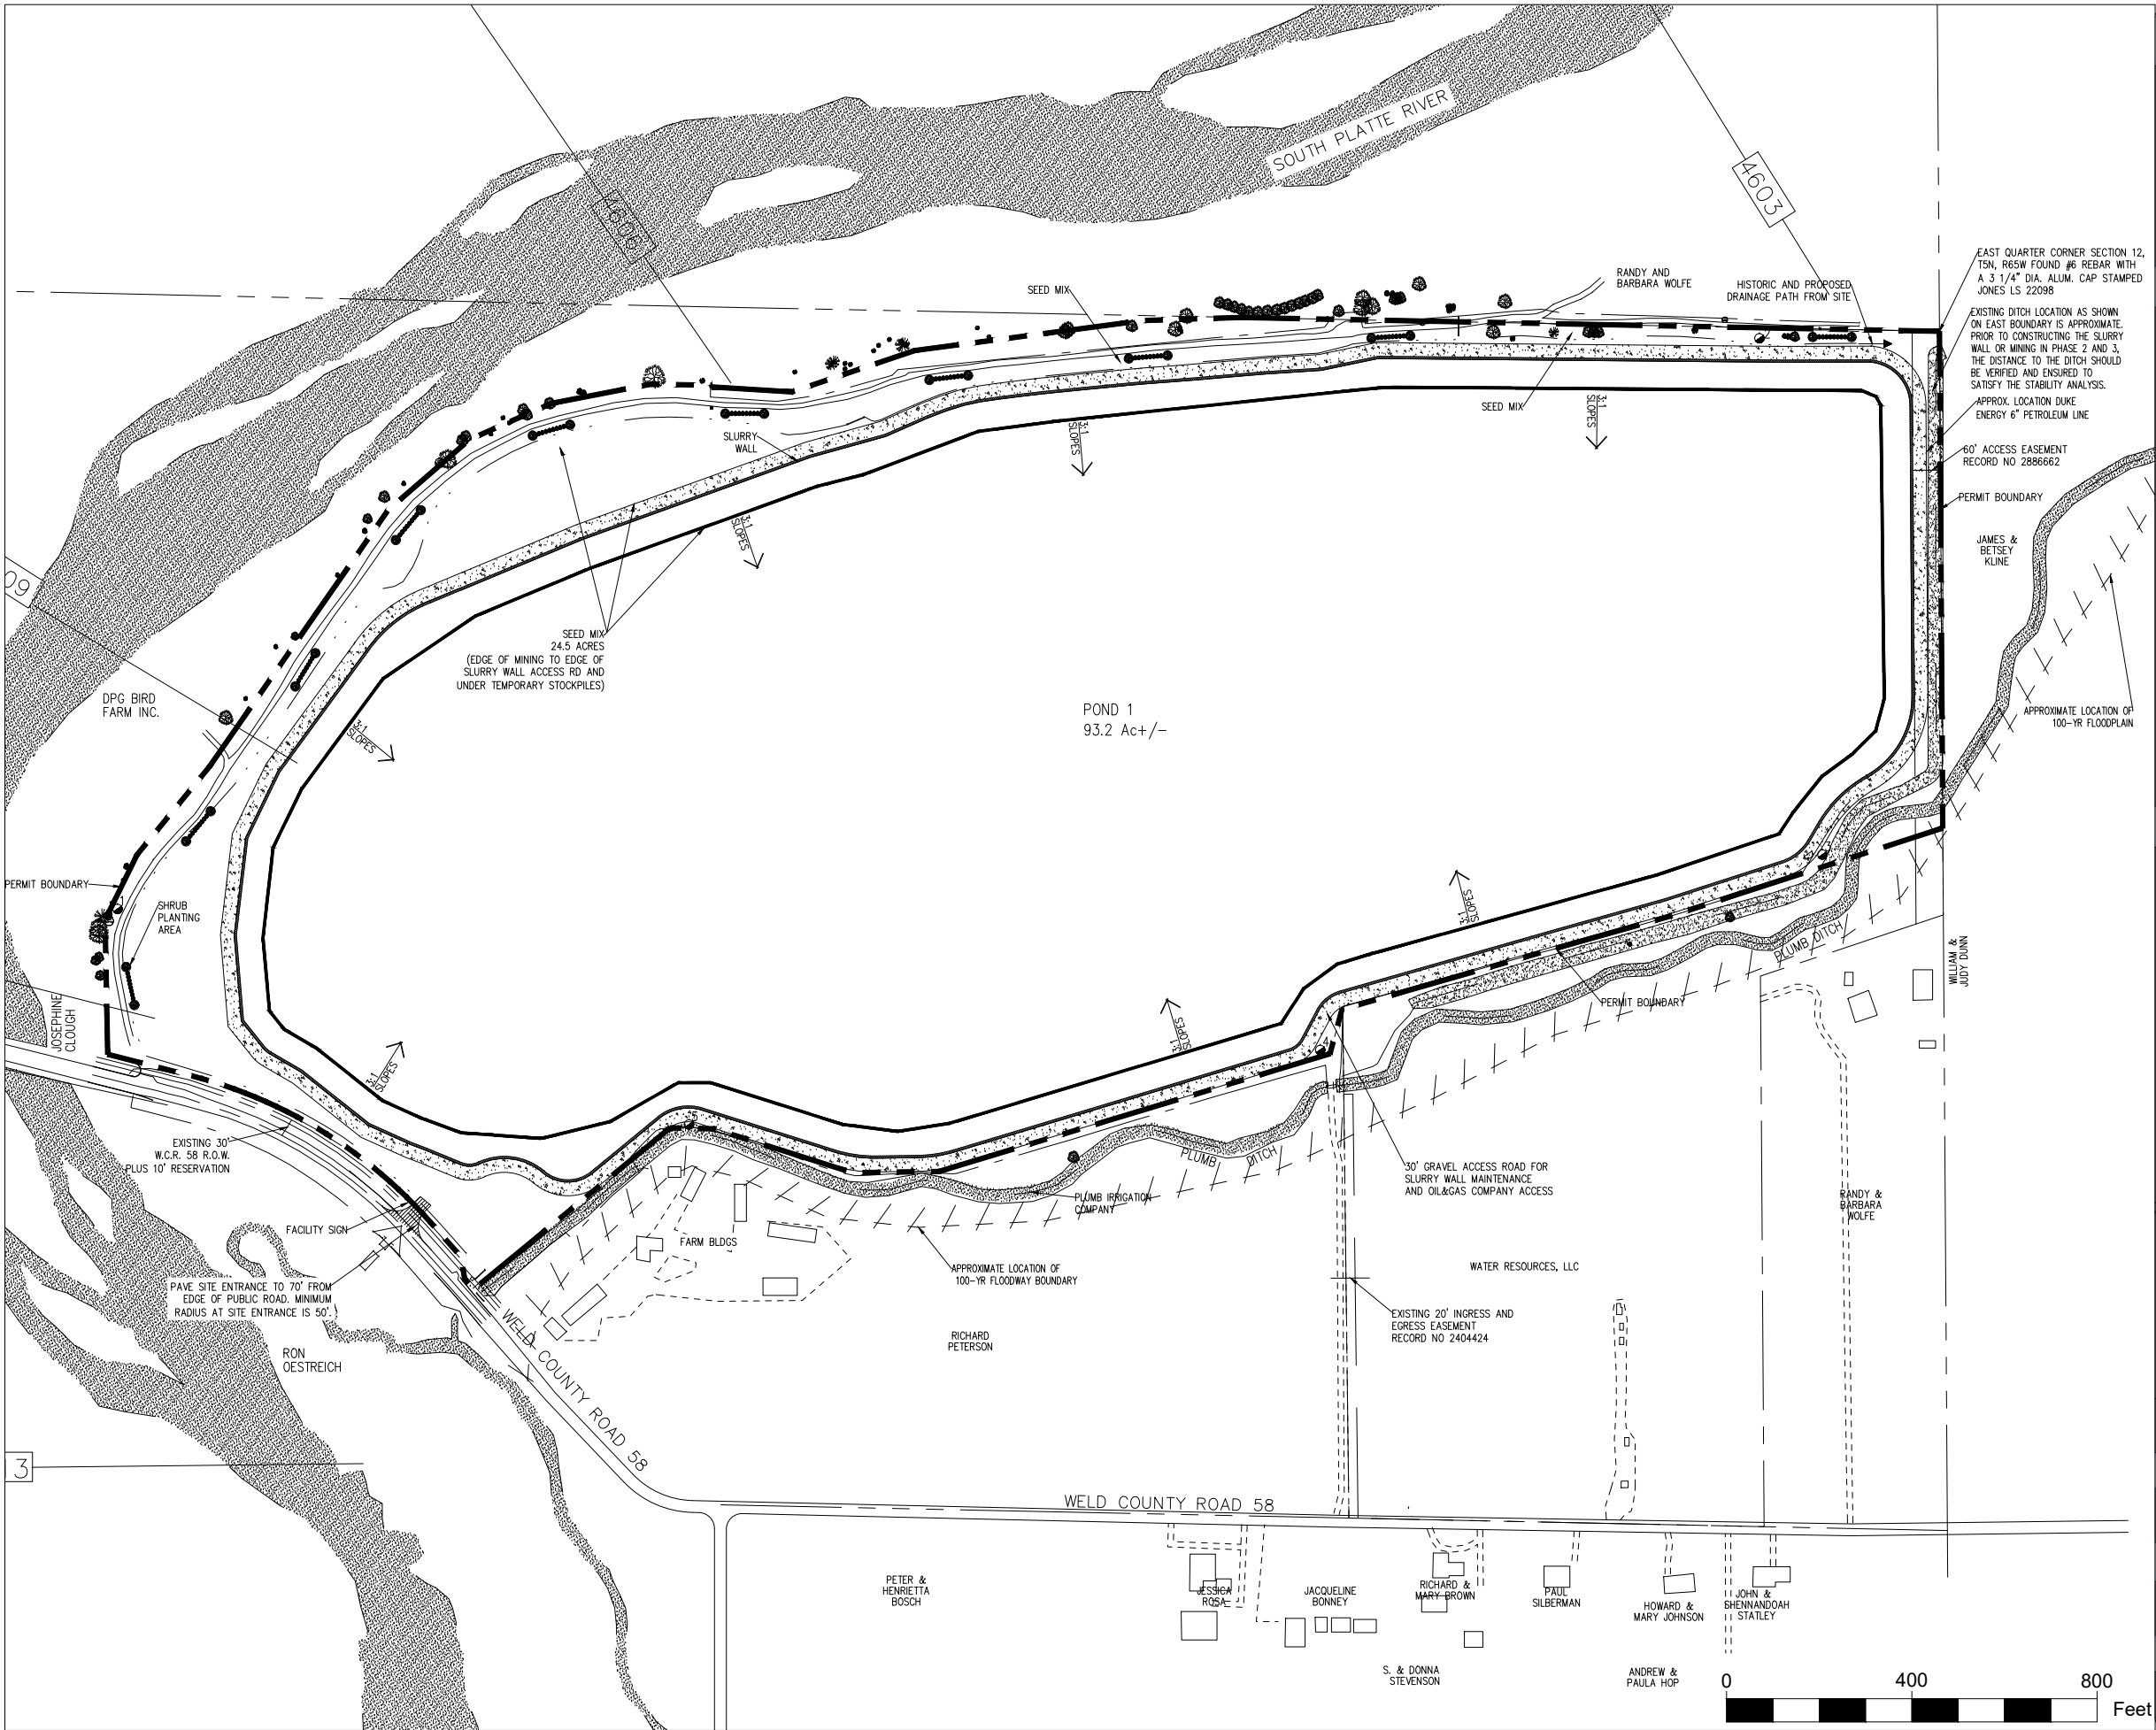 SOUTH PLATTE RIVER
4606
4603
EAST QUARTER CORNER SECTION 12,
T5N, R65W FOUND #6 REBAR WITH
A 3 1/4" DIA. ALUM. CAP STAMPED
JONES LS 22098
RANDY AND
BARBARA WOLFE
HISTORIC AND PROPOSED
DRAINAGE PATH FROM SITE
SEED MIX
EXISTING DITCH LOCATION AS SHOWN
ON EAST BOUNDARY IS APPROXIMATE.
PRIOR TO CONSTRUCTING THE SLURRY
WALL OR MINING IN PHASE 2 AND 3,
THE DISTANCE TO THE DITCH SHOULD
BE VERIFIED AND ENSURED TO
SATISFY THE STABILITY ANALYSIS.
APPROX. LOCATION DUKE
ENERGY 6" PETROLEUM LINE
SEED MIX
SLURRY
WALL
3:1
SLOPES
3:1
SLOPES
60' ACCESS EASEMENT
RECORD NO 2886662
PERMIT BOUNDARY
3:1
SLOPES
JAMES &
BETSEY
KLINE
09
SEED MIX
24.5 ACRES
(EDGE OF MINING TO EDGE OF
SLURRY WALL ACCESS RD AND
UNDER TEMPORARY STOCKPILES)
DPG BIRD
FARM INC.
POND 1
93.2 Ac+/-
APPROXIMATE LOCATION OF
100-YR FLOODPLAIN
3:1
SLOPES
PERMIT BOUNDARY
1
SHRUB
PLANTING
AREA
3:1
SLOPES
3
PLUMB DITCH
WILLIAM &
JUDY DUNN
PERMIT BOUNDARY
JOSEPHINE
CLOUGH
3:1
SLOPES
3:1
SLOPES
4
2
5
EXISTING 30'
W.C.R. 58 R.O.W.
PLUS 10' RESERVATION
PLUMB DITCH
30' GRAVEL ACCESS ROAD FOR
SLURRY WALL MAINTENANCE
AND OIL&GAS COMPANY ACCESS
PLUMB IRRIGATION
COMPANY
RANDY &
BARBARA
WOLFE
FACILITY SIGN
FARM BLDGS
APPROXIMATE LOCATION OF
100-YR FLOODWAY BOUNDARY
WATER RESOURCES, LLC
PAVE SITE ENTRANCE TO 70' FROM
EDGE OF PUBLIC ROAD. MINIMUM
RADIUS AT SITE ENTRANCE IS 50'.
EXISTING 20' INGRESS AND
EGRESS EASEMENT
RECORD NO 2404424
RICHARD
PETERSON
RON
OESTREICH
WELD COUNTY ROAD 58
13
WELD COUNTY ROAD 58
PETER &
HENRIETTA
BOSCH
JESSICA
ROSA
JACQUELINE
BONNEY
RICHARD &
MARY BROWN
PAUL
SILBERMAN
HOWARD &
MARY JOHNSON
JOHN &
SHENNANDOAH
STATLEY
S. & DONNA
STEVENSON
ANDREW &
PAULA HOP
0 400 800
Feet